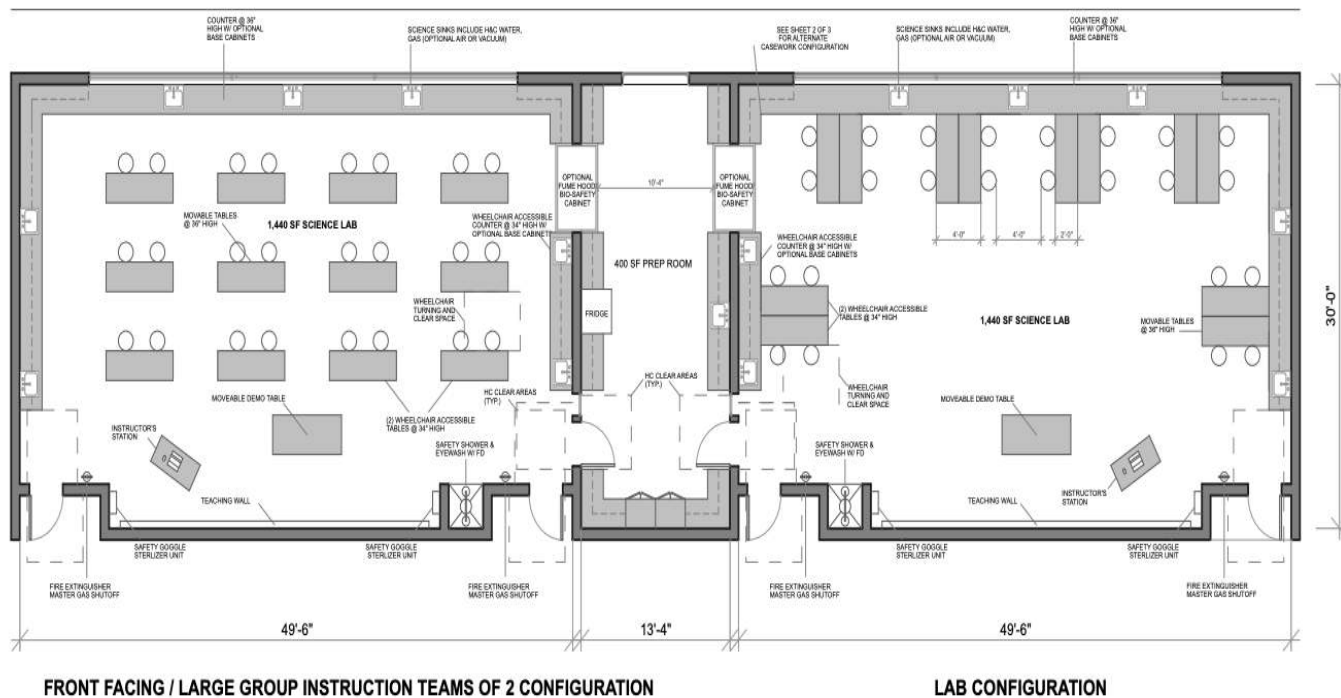 COUNTER @ 36"
HIGH W/ OPTIONAL
BASE CABINETS
SCIENCE SINKS INCLUDE H&C WATER,
GAS (OPTIONAL AIR OR VACUUM)
SEE SHEET 2 OF 3
FOR ALTERNATE
CASEWORK CONFIGURATION
SCIENCE SINKS INCLUDE H&C WATER,
GAS (OPTIONAL AIR OR VACUUM)
COUNTER @ 36"
HIGH W/ OPTIONAL
BASE CABINETS
OPTIONAL
FUME HOOD
BIO-SAFETY
CABINET
10'-4"
OPTIONAL
FUME HOOD
BIO-SAFETY
CABINET
MOVABLE TABLES
@ 36" HIGH
1,440 SF SCIENCE LAB
WHEELCHAIR ACCESSIBLE
COUNTER @ 34" HIGH W/
OPTIONAL BASE CABINETS
400 SF PREP ROOM
WHEELCHAIR ACCESSIBLE
COUNTER @ 34" HIGH W/
OPTIONAL BASE CABINETS
4'-0"
4'-0"
2'-0"
WHEELCHAIR
TURNING AND
CLEAR SPACE
FRIDGE
(2) WHEELCHAIR ACCESSIBLE
TABLES @ 34" HIGH
1,440 SF SCIENCE LAB
MOVABLE TABLES
@ 36" HIGH
30'-0"
HC CLEAR AREAS
(TYP.)
HC CLEAR AREAS
(TYP.)
WHEELCHAIR
TURNING AND
CLEAR SPACE
MOVEABLE DEMO TABLE
(2) WHEELCHAIR ACCESSIBLE
TABLES @ 34" HIGH
MOVEABLE DEMO TABLE
INSTRUCTOR'S
STATION
SAFETY SHOWER &
EYEWASH W/ FD
SAFETY SHOWER &
EYEWASH W/ FD
INSTRUCTOR'S
STATION
TEACHING WALL
TEACHING WALL
SAFETY GOGGLE
STERLIZER UNIT
SAFETY GOGGLE
STERLIZER UNIT
SAFETY GOGGLE
STERLIZER UNIT
SAFETY GOGGLE
STERLIZER UNIT
FIRE EXTINGUISHER
MASTER GAS SHUTOFF
FIRE EXTINGUISHER
MASTER GAS SHUTOFF
FIRE EXTINGUISHER
MASTER GAS SHUTOFF
FIRE EXTINGUISHER
MASTER GAS SHUTOFF
49'-6"
13'-4"
49'-6"
FRONT FACING / LARGE GROUP INSTRUCTION TEAMS OF 2 CONFIGURATION
LAB CONFIGURATION